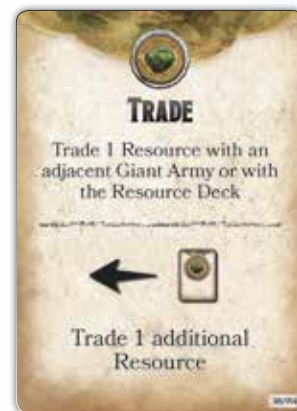 TRADE
Trade 1 Resource with an
adjacent Giant Army or with
the Resource Deck
Trade 1 additional
Resource